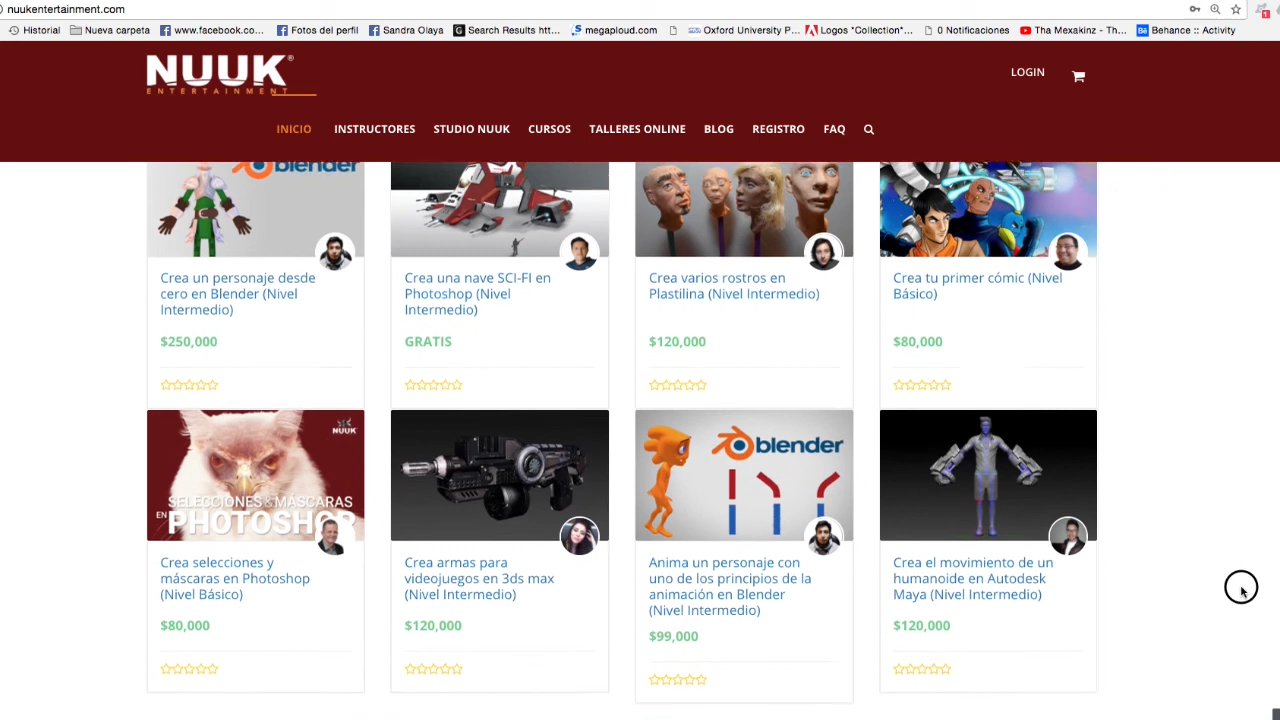 nuukentertainment.com
Historial
Nueva carpeta
www.facebook.co...
Fotos del perfil
Sandra Olaya
Search Results htt...
megaploud.com
Oxford University P...
Logos "Collection"...
0 Notificaciones
Tha Mexakinz - Th...
Behance :: Activity
NUUK®
ENTERTAINMENT
LOGIN
INICIO
INSTRUCTORES
STUDIO NUUK
CURSOS
TALLERES ONLINE
BLOG
REGISTRO
FAQ
blender
Crea un personaje desde
cero en Blender (Nivel
Intermedio)
$250,000
Crea una nave SCI-FI en
Photoshop (Nivel
Intermedio)
GRATIS
Crea varios rostros en
Plastilina (Nivel Intermedio)
$120,000
Crea tu primer cómic (Nivel
Básico)
$80,000
NUUK
SELECCIONES & MÁSCARAS
EN PHOTOSHOP
Crea selecciones y
máscaras en Photoshop
(Nivel Básico)
$80,000
Crea armas para
videojuegos en 3ds max
(Nivel Intermedio)
$120,000
blender
Anima un personaje con
uno de los principios de la
animación en Blender
(Nivel Intermedio)
$99,000
Crea el movimiento de un
humanoide en Autodesk
Maya (Nivel Intermedio)
$120,000